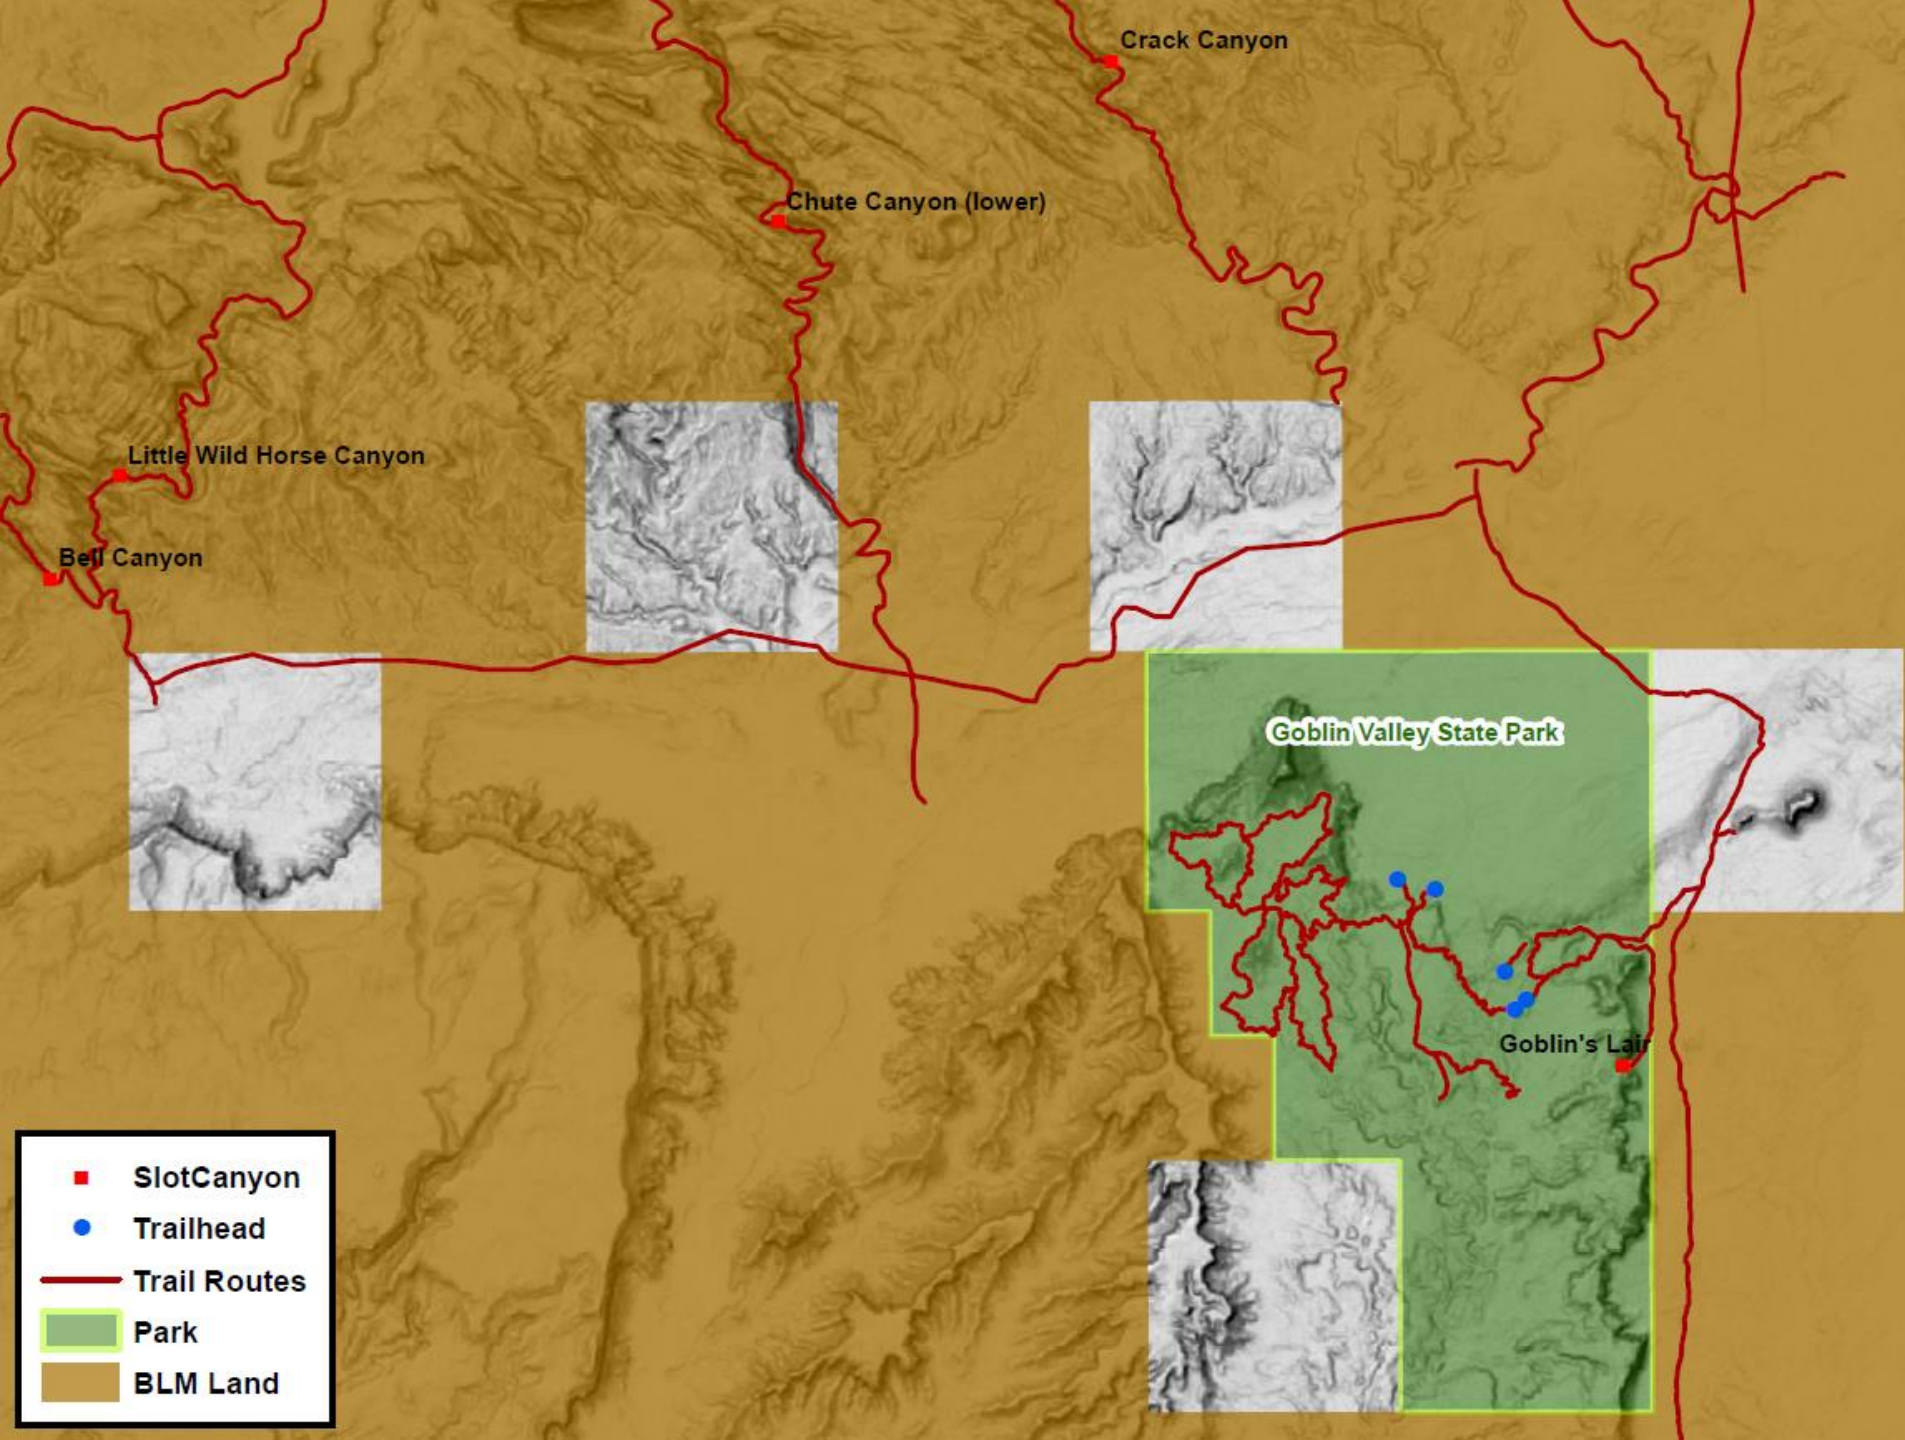 Crack Canyon
Chute Canyon (lower)
Little Wild Horse Canyon
Bell Canyon
Goblin Valley State Park
Goblin's Lair
SlotCanyon
Trailhead
Trail Routes
Park
BLM Land